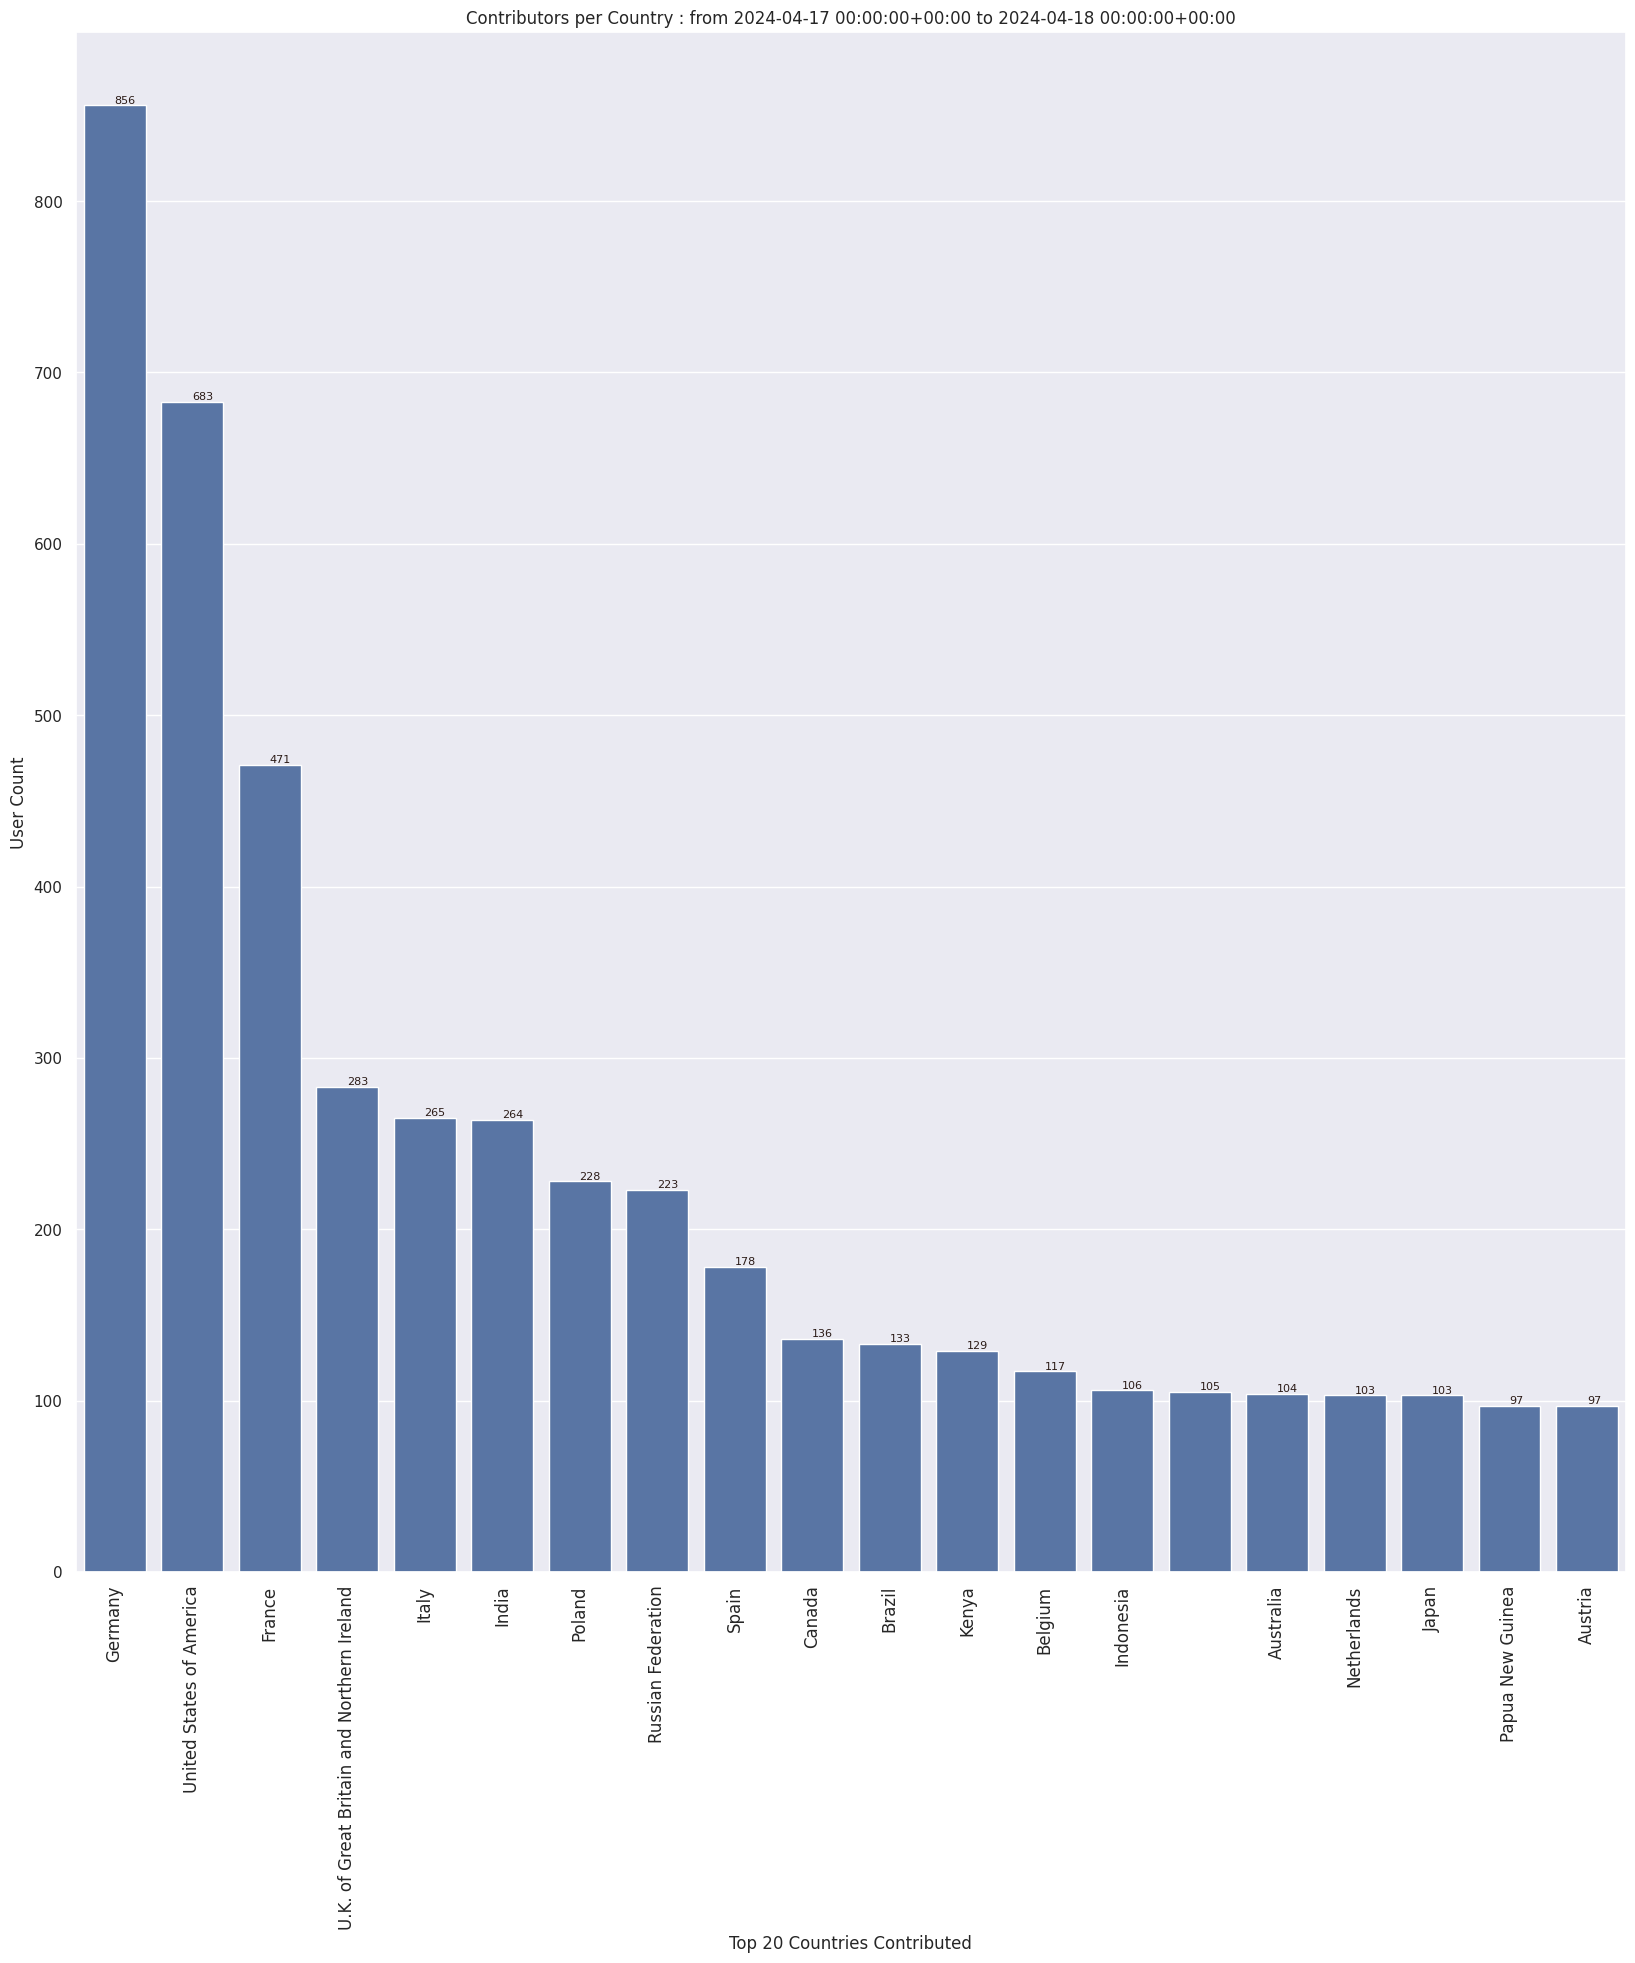 Contributors per Country : from 2024-04-17 00:00:00+00:00 to 2024-04-18 00:00:00+00:00
User Count
800
700
600
500
400
300
200
100
0
856
683
471
283
265
264
228
223
178
136
133
129
117
106
105
104
103
103
97
97
Germany
United States of America
France
U.K. of Great Britain and Northern Ireland
Italy
India
Poland
Russian Federation
Spain
Canada
Brazil
Kenya
Belgium
Indonesia
Australia
Netherlands
Japan
Papua New Guinea
Austria
Top 20 Countries Contributed